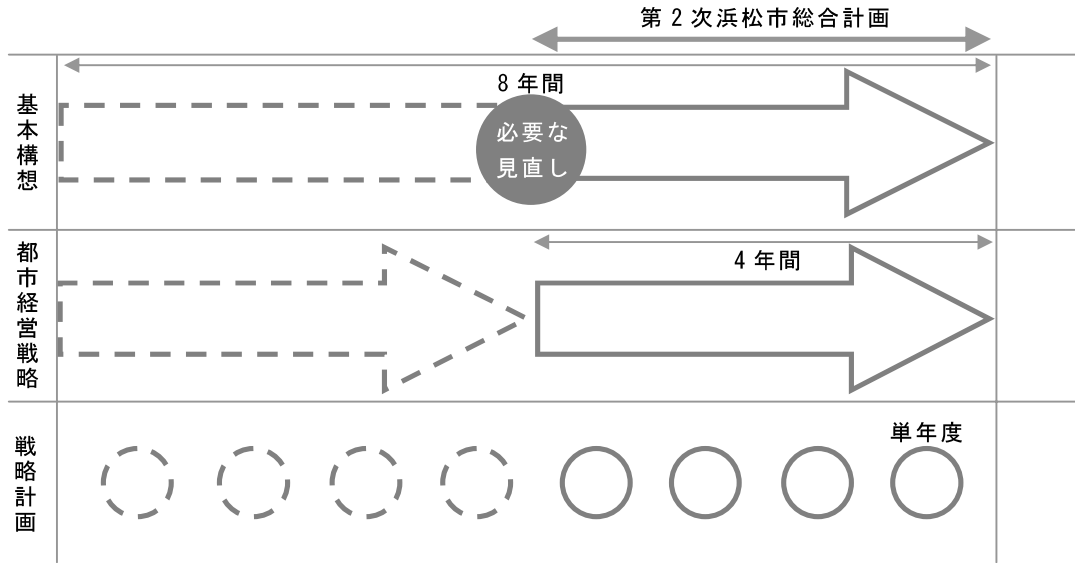 第2次浜松市総合計画
8年間
基本構想
必要な
見直し
都市経営戦略
4年間
戦略計画
単年度